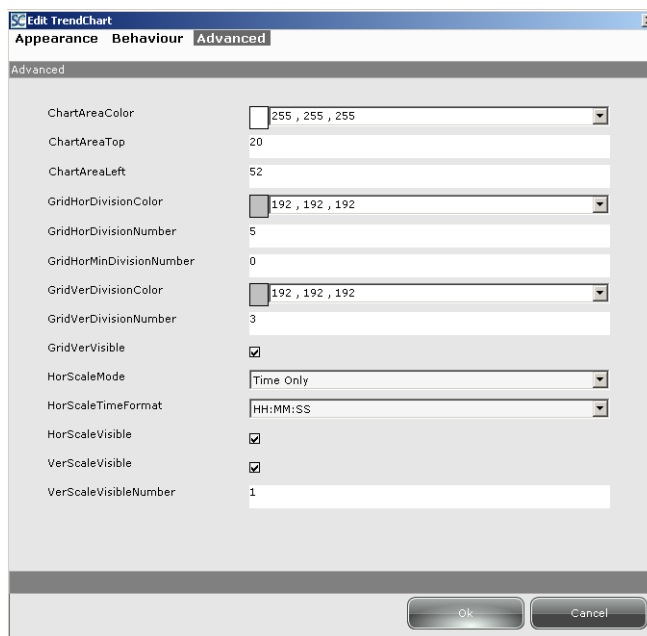 SC Edit TrendChart
Appearance Behaviour Advanced
Advanced
ChartAreaColor 255 , 255 , 255
ChartAreaTop 20
ChartAreaLeft 52
GridHorDivisionColor 192 , 192 , 192
GridHorDivisionNumber 5
GridHorMinDivisionNumber 0
GridVerDivisionColor 192 , 192 , 192
GridVerDivisionNumber 3
GridVerVisible
HorScaleMode Time Only
HorScaleTimeFormat HH:MM:SS
HorScaleVisible
VerScaleVisible
VerScaleVisibleNumber 1
Ok Cancel